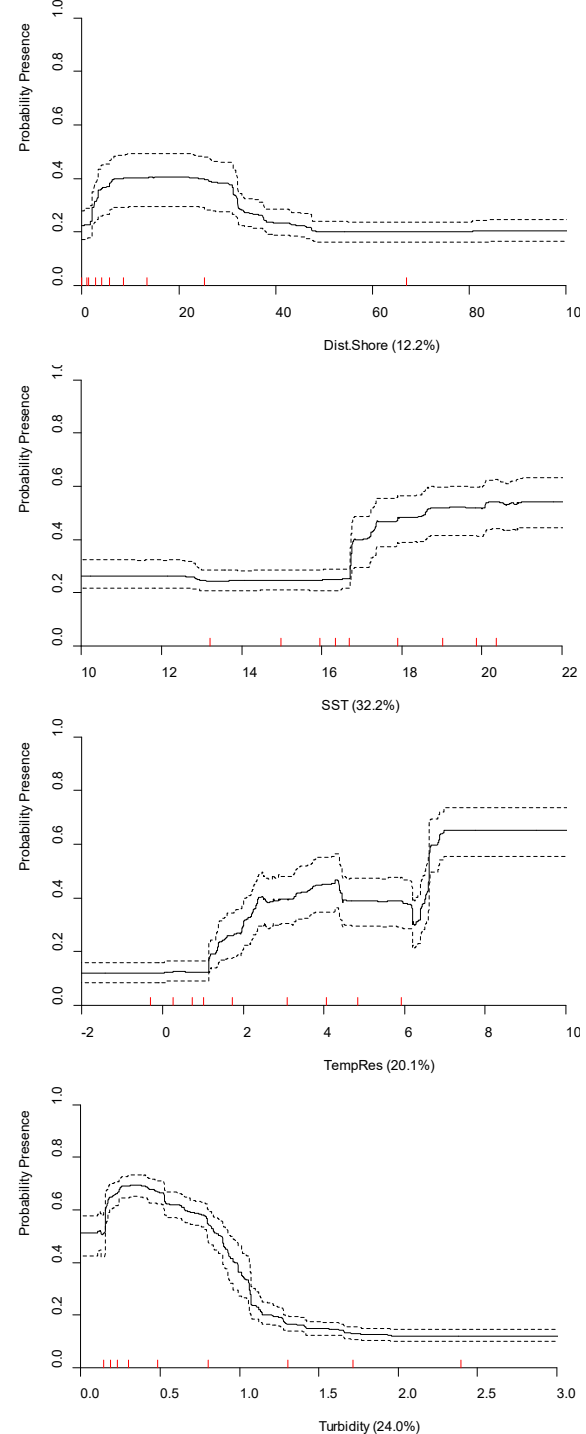 Probability Presence
0.0 0.2 0.4 0.6 0.8 1.0
0 20 40 60 80 10
Dist.Shore (12.2%)
Probability Presence
0.0 0.2 0.4 0.6 0.8
10 12 14 16 18 20 22
SST (32.2%)
Probability Presence
0.0 0.2 0.4 0.6 0.8 1.0
-2 0 2 4 6 8 10
TempRes (20.1%)
Probability Presence
0.0 0.2 0.4 0.6 0.8 1.0
0.0 0.5 1.0 1.5 2.0 2.5 3.0
Turbidity (24.0%)